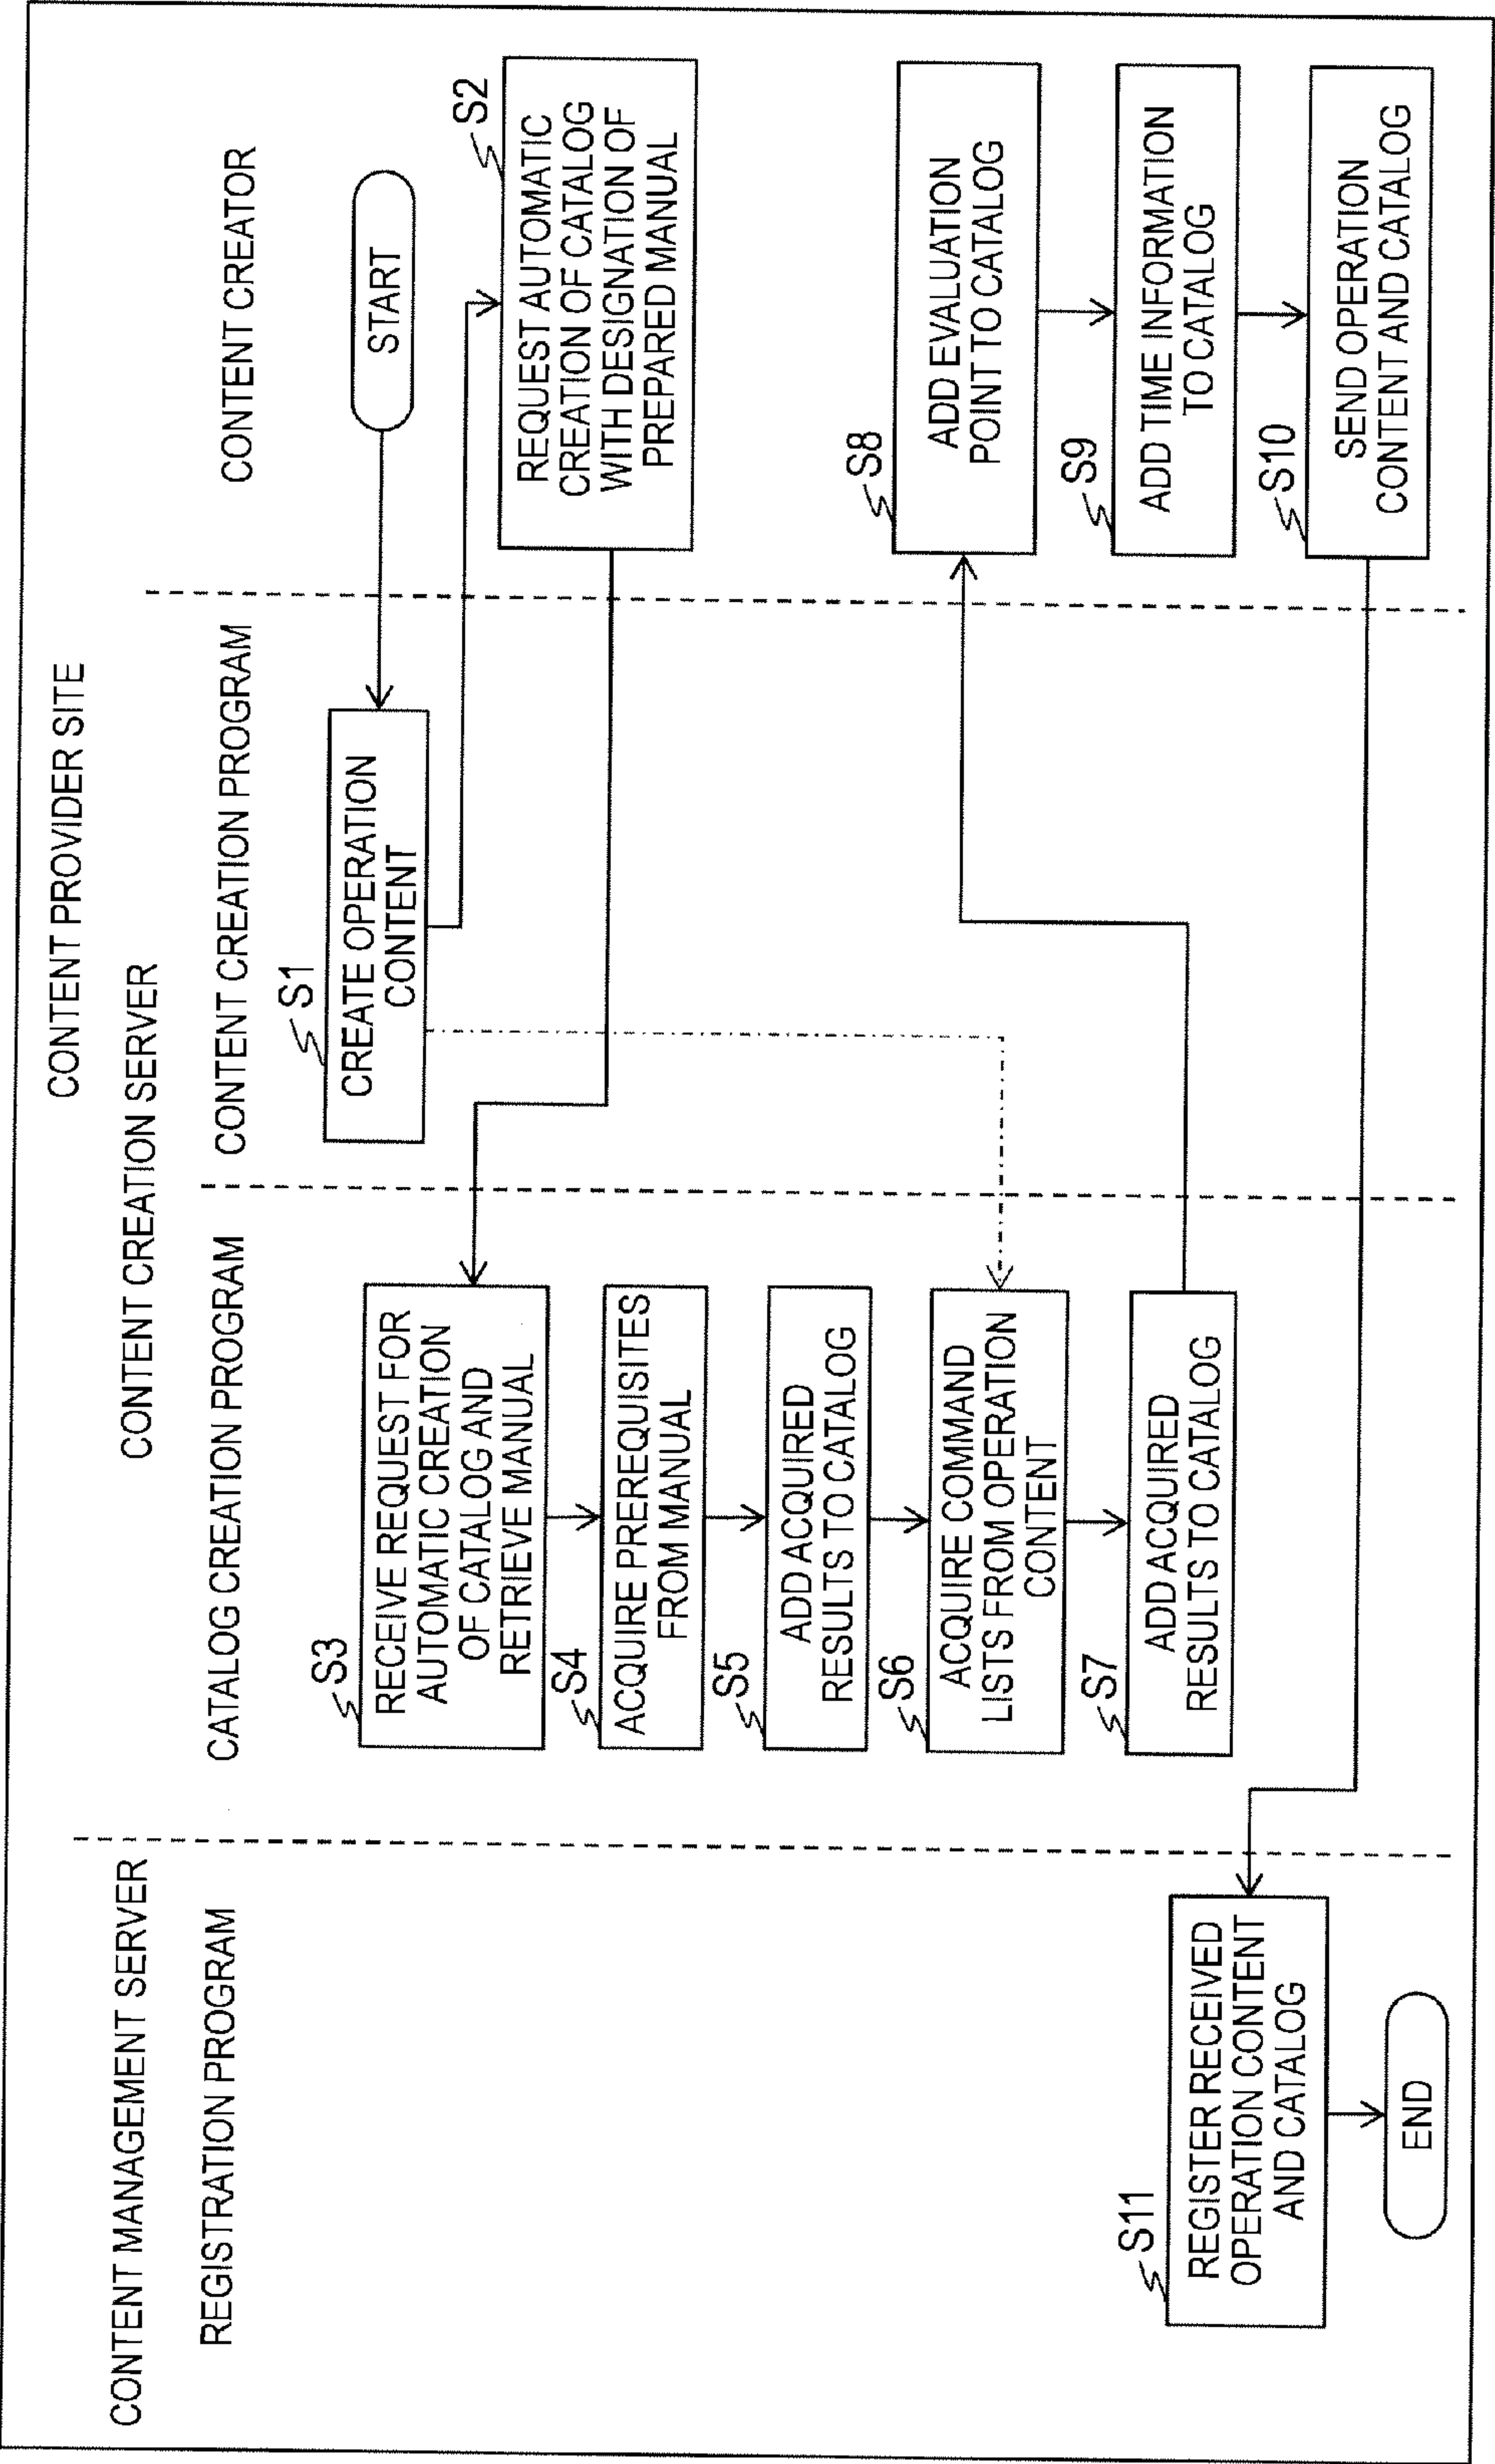 CONTENT PROVIDER SITE
CONTENT MANAGEMENT SERVER
CONTENT CREATION SERVER
REGISTRATION PROGRAM
CATALOG CREATION PROGRAM
CONTENT CREATION PROGRAM
CONTENT CREATOR
START
S1
CREATE OPERATION
CONTENT
S2
REQUEST AUTOMATIC
CREATION OF CATALOG
WITH DESIGNATION OF
PREPARED MANUAL
S3
RECEIVE REQUEST FOR
AUTOMATIC CREATION
OF CATALOG AND
RETRIEVE MANUAL
S4
ACQUIRE PREREQUISITES
FROM MANUAL
S5
ADD ACQUIRED
RESULTS TO CATALOG
S6
ACQUIRE COMMAND
LISTS FROM OPERATION
CONTENT
S7
ADD ACQUIRED
RESULTS TO CATALOG
S8
ADD EVALUATION
POINT TO CATALOG
S9
ADD TIME INFORMATION
TO CATALOG
S10
SEND OPERATION
CONTENT AND CATALOG
S11
REGISTER RECEIVED
OPERATION CONTENT
AND CATALOG
END